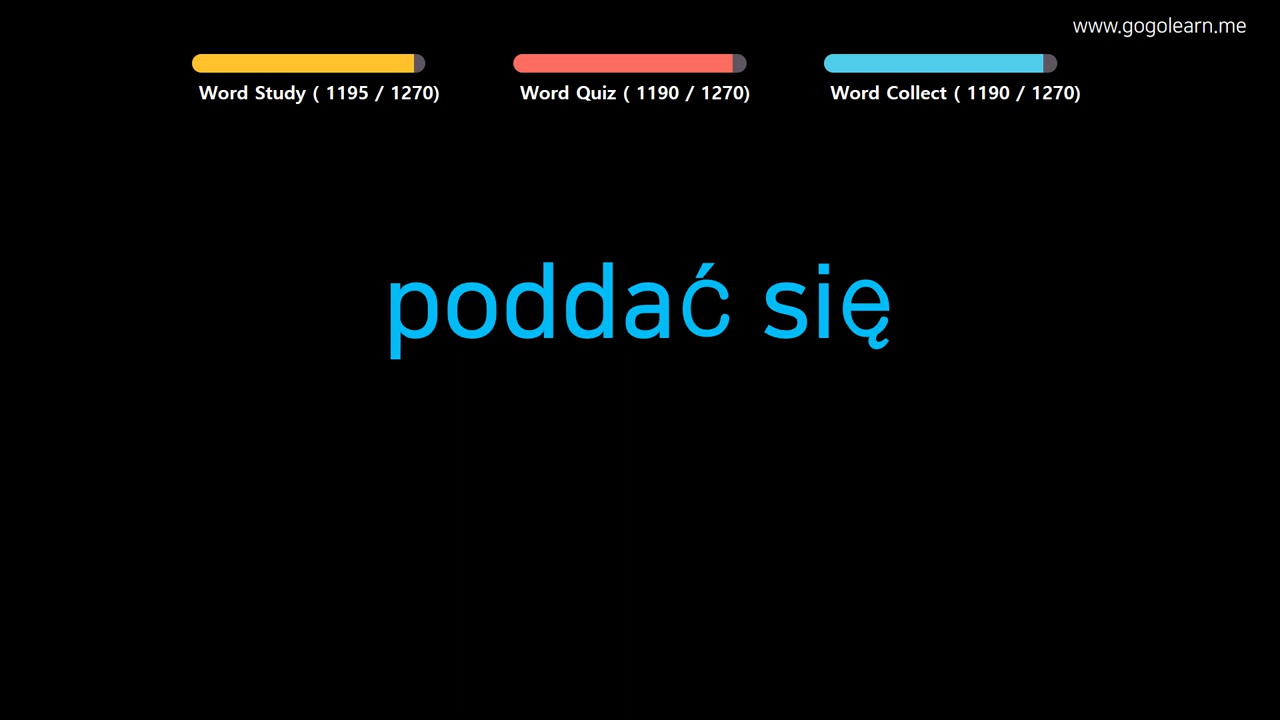 www.gogolearn.me
Word Study ( 1195 / 1270)
Word Quiz ( 1190 / 1270)
Word Collect ( 1190 / 1270)
poddać się